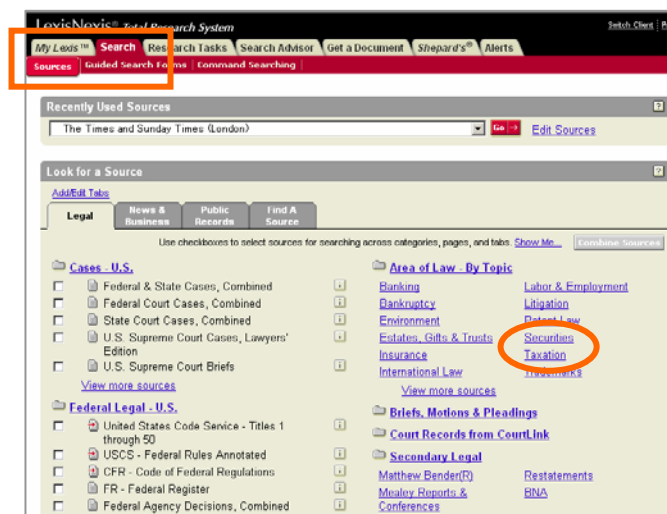 LexisNexis® Total Research System
Switch Client
My Lexis™ Search Research Tasks Search Advisor Get a Document Shepard's® Alerts
Sources Guided Search Forms Command Searching
Recently Used Sources ?
The Times and Sunday Times (London) Go Edit Sources
Look for a Source ?
Add/Edit Tabs
Legal News & Business Public Records Find A Source
Use checkboxes to select sources for searching across categories, pages, and tabs. Show Me... Combine Sources
Cases - U.S.
Federal & State Cases, Combined
Federal Court Cases, Combined
State Court Cases, Combined
U.S. Supreme Court Cases, Lawyers'
Edition
U.S. Supreme Court Briefs
View more sources
Federal Legal - U.S.
United States Code Service - Titles 1
through 50
USCS - Federal Rules Annotated
CFR - Code of Federal Regulations
FR - Federal Register
Federal Agency Decisions, Combined
Area of Law - By Topic
Banking Labor & Employment
Bankruptcy Litigation
Environment Patent Law
Estates, Gifts & Trusts Securities
Insurance Taxation
International Law Trademarks
View more sources
Briefs, Motions & Pleadings
Court Records from CourtLink
Secondary Legal
Matthew Bender(R) Restatements
Mealey Reports & BNA
Conferences